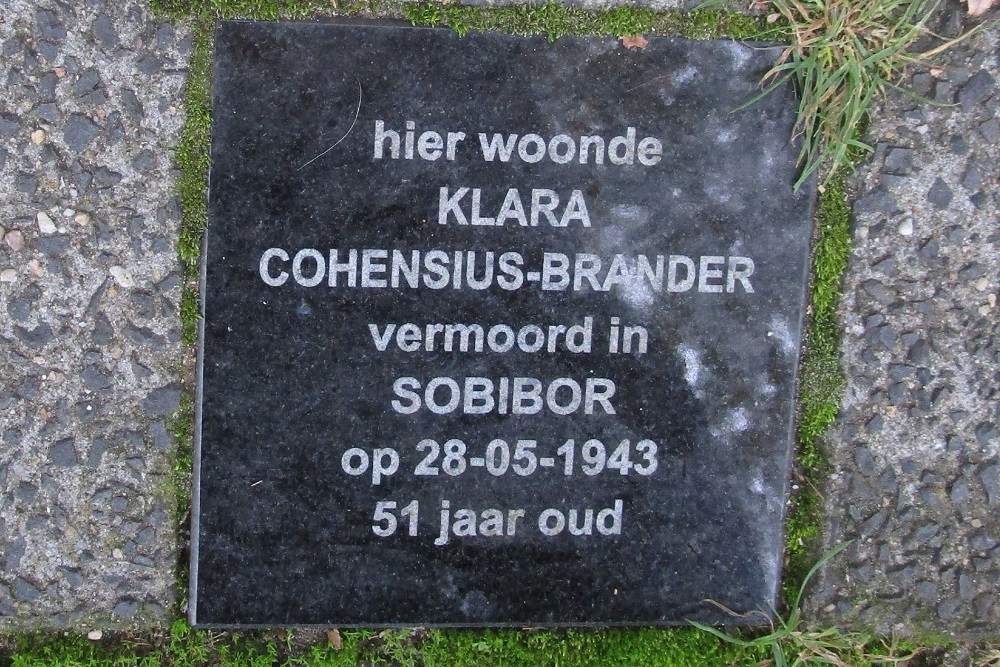 hier woonde
KLARA
COHENSIUS-BRANDER
vermoord in
SOBIBOR
op 28-05-1943
51 jaar oud